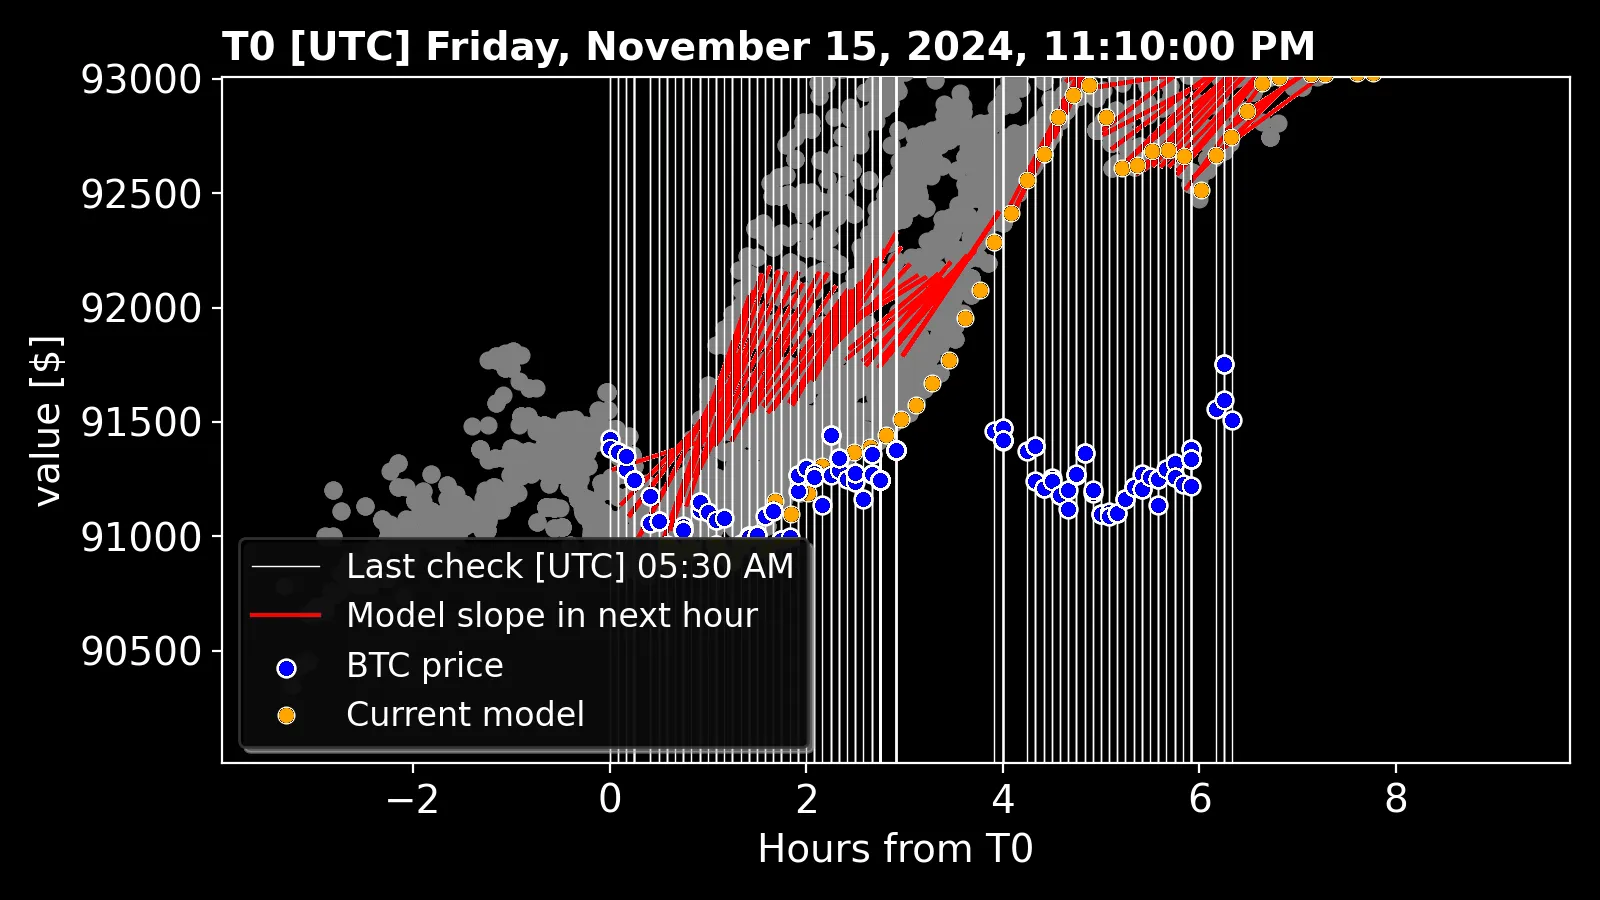 T0 [UTC] Friday, November 15, 2024, 11:10:00 PM
93000
92500
92000
91500
91000
90500
value [$]
Last check [UTC] 05:30 AM
Model slope in next hour
BTC price
Current model
−2 0 2 4 6 8
Hours from T0